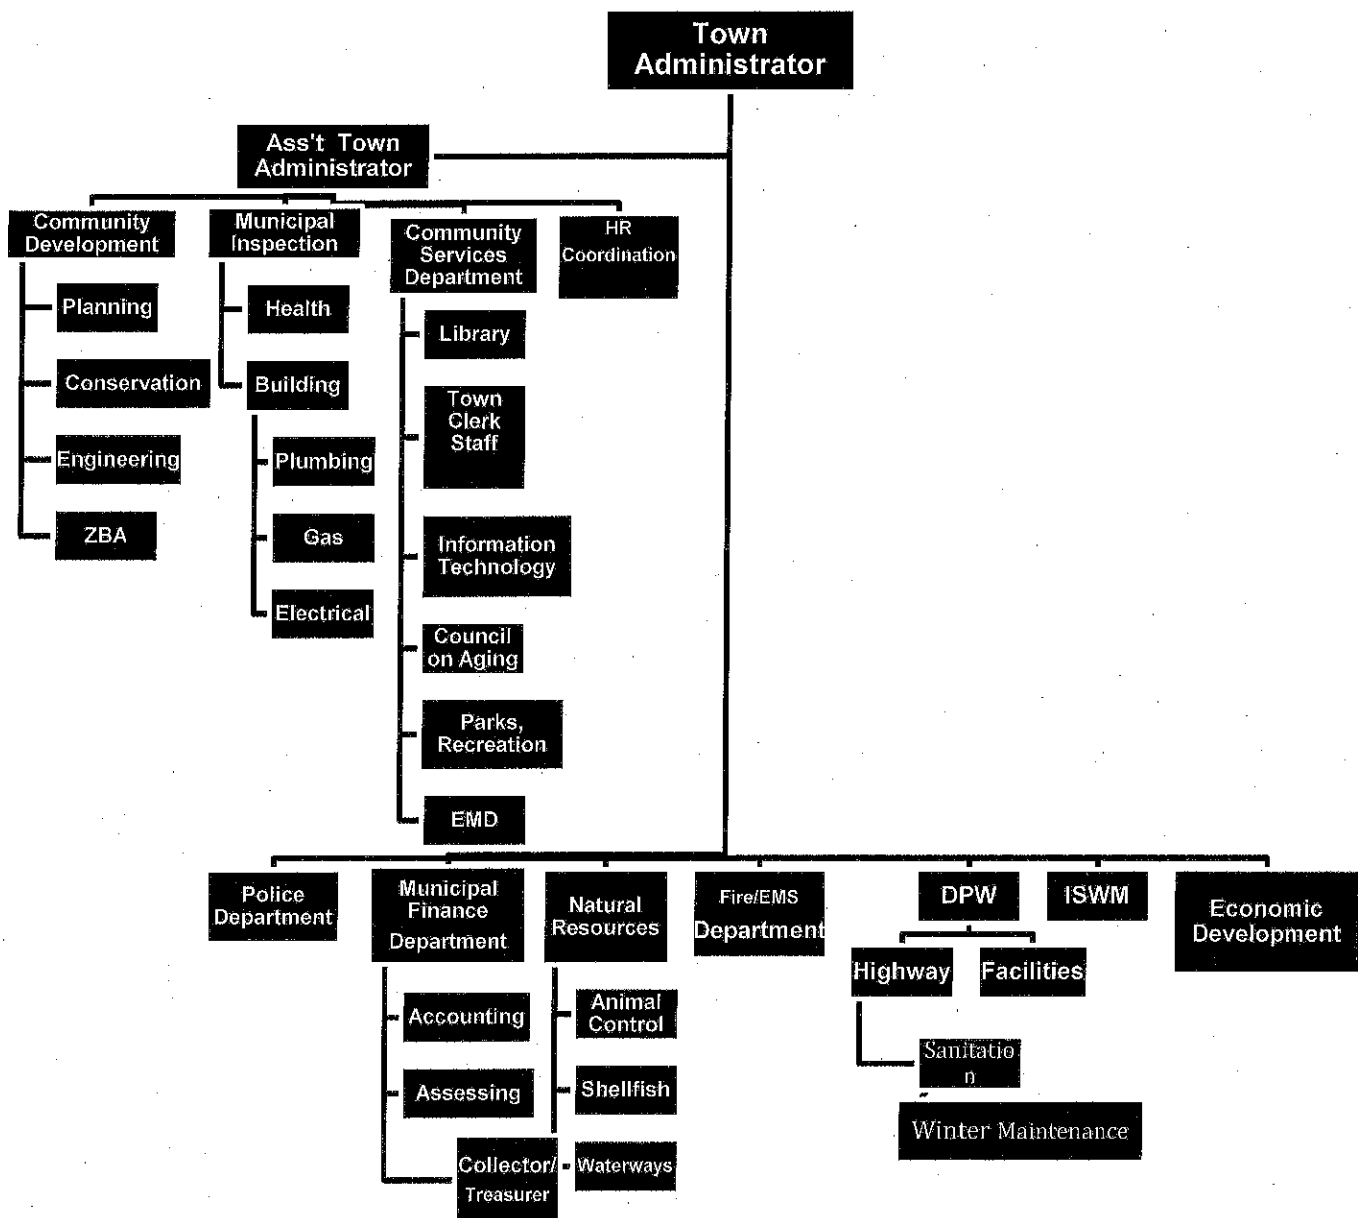 Town
Administrator
Ass't Town
Administrator
Community
Development
Municipal
Inspection
Community
Services
Department
HR
Coordination
Planning
Conservation
Engineering
ZBA
Health
Building
Plumbing
Gas
Electrical
Library
Town
Clerk
Staff
Information
Technology
Council
on Aging
Parks,
Recreation
EMD
Police
Department
Municipal
Finance
Department
Natural
Resources
Fire/EMS
Department
DPW
ISWM
Economic
Development
Accounting
Assessing
Collector/
Treasurer
Animal
Control
Shellfish
Waterways
Highway
Facilities
Sanitatio
n
Winter Maintenance